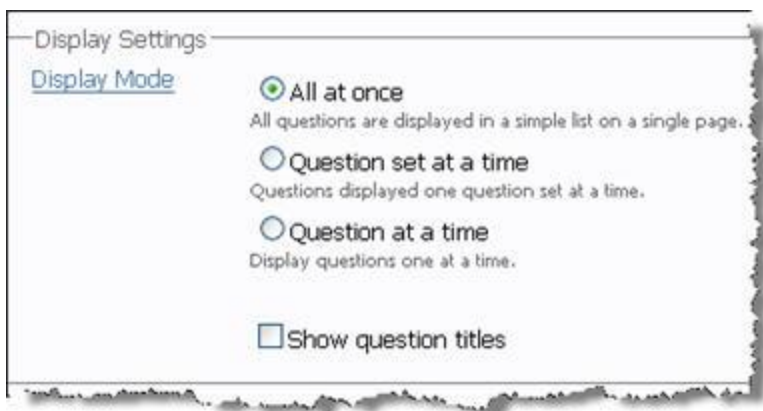 Display Settings
Display Mode
All at once
All questions are displayed in a simple list on a single page.
Question set at a time
Questions displayed one question set at a time.
Question at a time
Display questions one at a time.
Show question titles